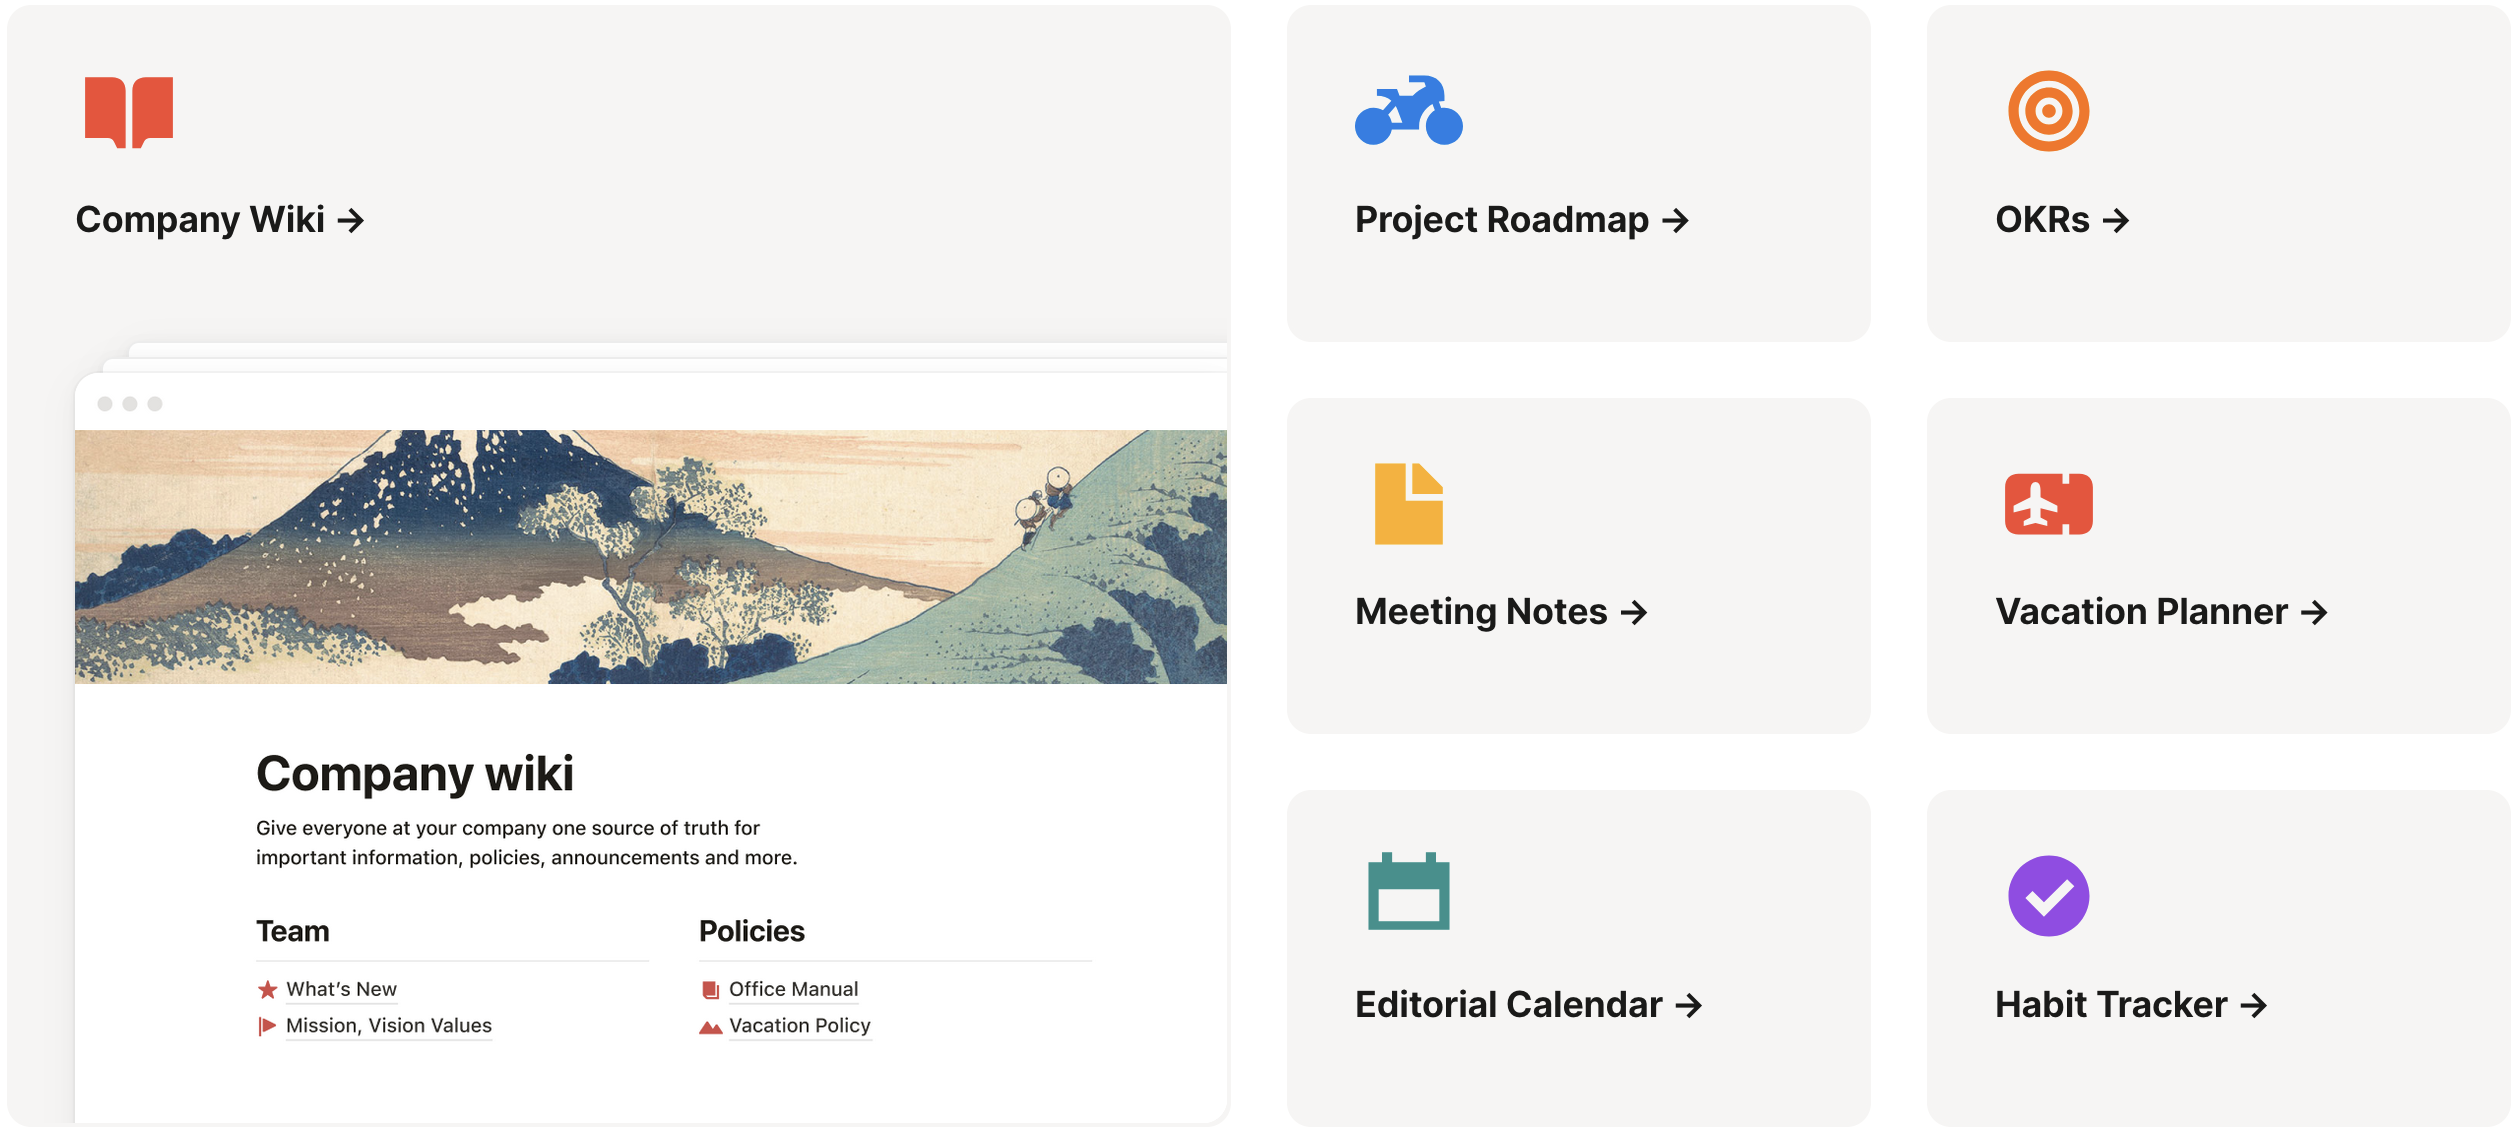 Company Wiki →
Company wiki
Give everyone at your company one source of truth for
important information, policies, announcements and more.
Team
What’s New
Mission, Vision Values
Policies
Office Manual
Vacation Policy
Project Roadmap →
OKRs →
Meeting Notes →
Vacation Planner →
Editorial Calendar →
Habit Tracker →